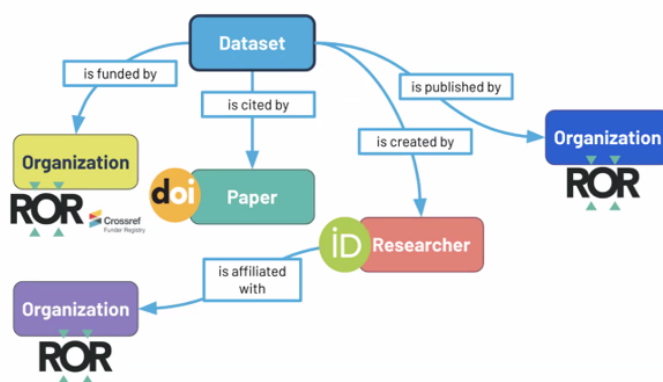 Dataset
is funded by
is cited by
is published by
is created by
Organization
ROR
Crossref
Funder Registry
doi
Paper
Organization
ROR
iD
Researcher
is affiliated
with
Organization
ROR